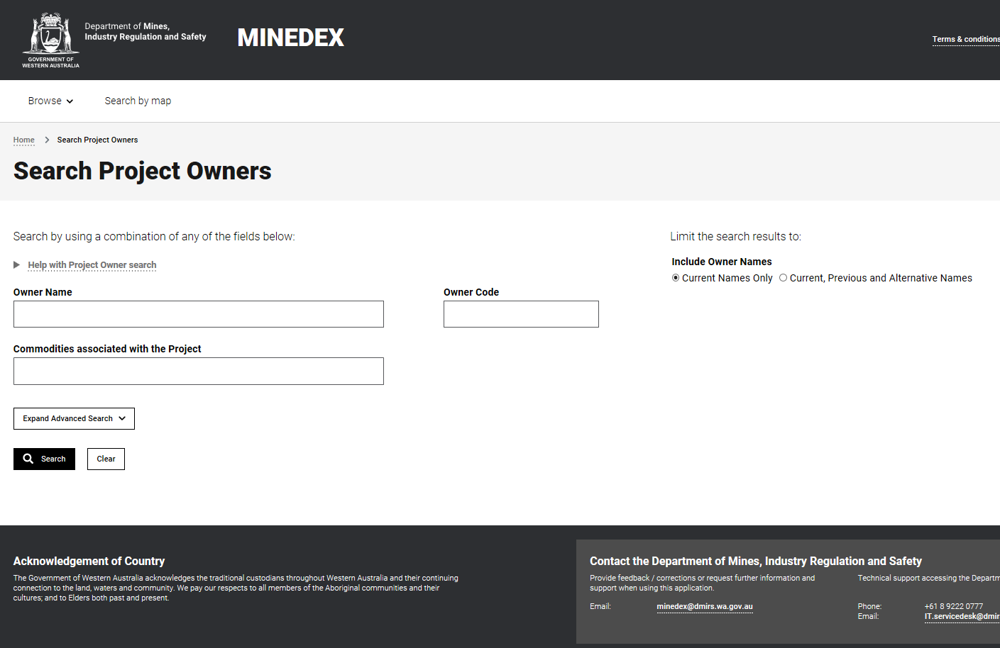 Department of Mines,
Industry Regulation and Safety
GOVERNMENT OF
WESTERN AUSTRALIA
MINEDEX
Terms & conditions
Browse
Search by map
Home
Search Project Owners
Search Project Owners
Search by using a combination of any of the fields below:
Help with Project Owner search
Owner Name
Owner Code
Commodities associated with the Project
Expand Advanced Search
Search
Clear
Limit the search results to:
Include Owner Names
Current Names Only
Current, Previous and Alternative Names
Acknowledgement of Country
The Government of Western Australia acknowledges the traditional custodians throughout Western Australia and their continuing
connection to the land, waters and community. We pay our respects to all members of the Aboriginal communities and their
cultures; and to Elders both past and present.
Contact the Department of Mines, Industry Regulation and Safety
Provide feedback / corrections or request further information and
support when using this application.
Email: minedex@dmirs.wa.gov.au
Technical support accessing the Departm
Phone: +61 8 9222 0777
Email: IT.servicedesk@dmir